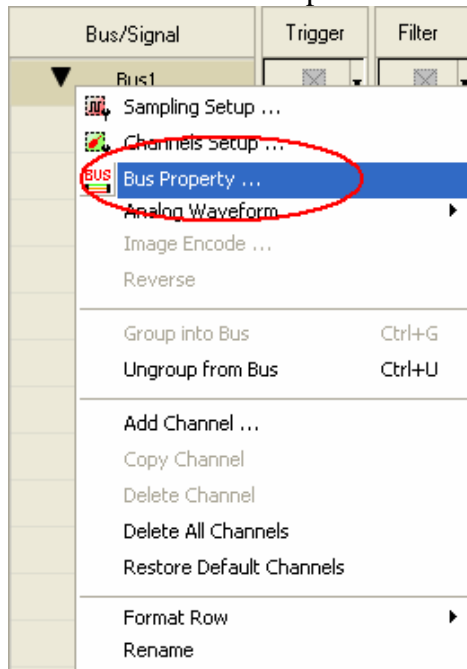 Bus/Signal Trigger Filter
Bus1
Sampling Setup ...
Channels Setup ...
BUS Bus Property ...
Analog Waveform
Image Encode ...
Reverse
Group into Bus Ctrl+G
Ungroup from Bus Ctrl+U
Add Channel ...
Copy Channel
Delete Channel
Delete All Channels
Restore Default Channels
Format Row
Rename